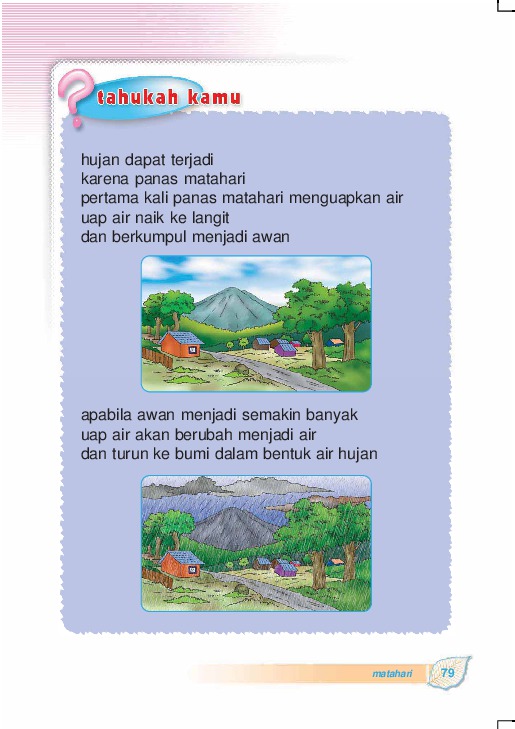 tahukah kamu
hujan dapat terjadi
karena panas matahari
pertama kali panas matahari menguapkan air
uap air naik ke langit
dan berkumpul menjadi awan
apabila awan menjadi semakin banyak
uap air akan berubah menjadi air
dan turun ke bumi dalam bentuk air hujan
matahari 79